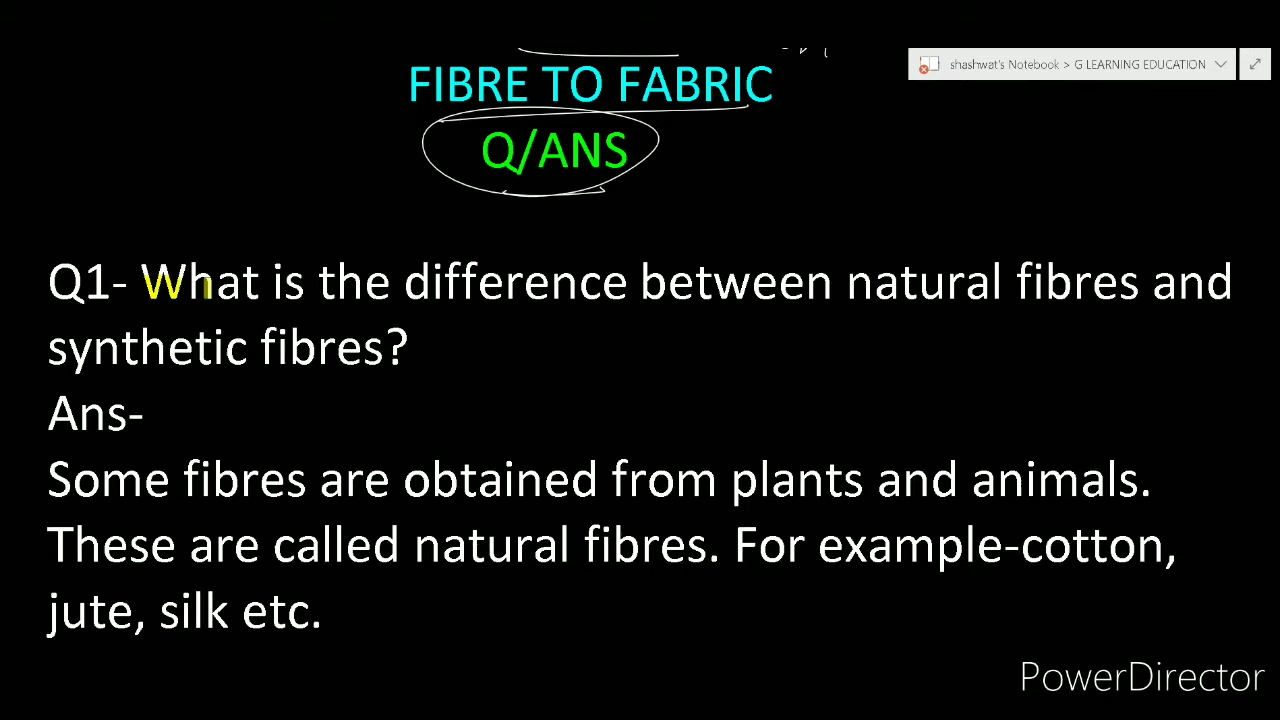 FIBRE TO FABRIC
shashwat's Notebook > G LEARNING EDUCATION
Q/ANS
Q1- What is the difference between natural fibres and
synthetic fibres?
Ans-
Some fibres are obtained from plants and animals.
These are called natural fibres. For example-cotton,
jute, silk etc.
PowerDirector